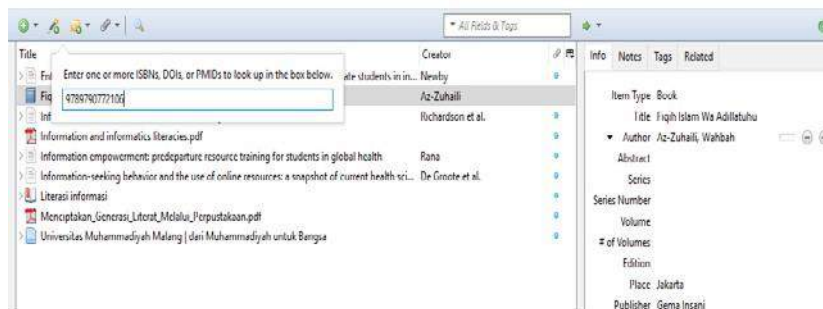 All Fields & Tags
Title
Creator
Enter one or more ISBNs, DOIs, or PMIDs to look up in the box below.
9789790772106
Ent
ate students in in... Newby
Fiq
Az-Zuhaili
Inf
Richardson et al.
Information and informatics literacies.pdf
Information empowerment: predeparture resource training for students in global health
Rana
Information-seeking behavior and the use of online resources: a snapshot of current health sci...
De Groote et al.
Literasi informasi
Menciptakan_Generasi_Literat_Melalui_Perpustakaan.pdf
Universitas Muhammadiyah Malang | dari Muhammadiyah untuk Bangsa
Info Notes Tags Related
Item Type Book
Title Fiqih Islam Wa Adillatuhu
Author Az-Zuhaili, Wahbah
Abstract
Series
Series Number
Volume
# of Volumes
Edition
Place Jakarta
Publisher Gema Insani